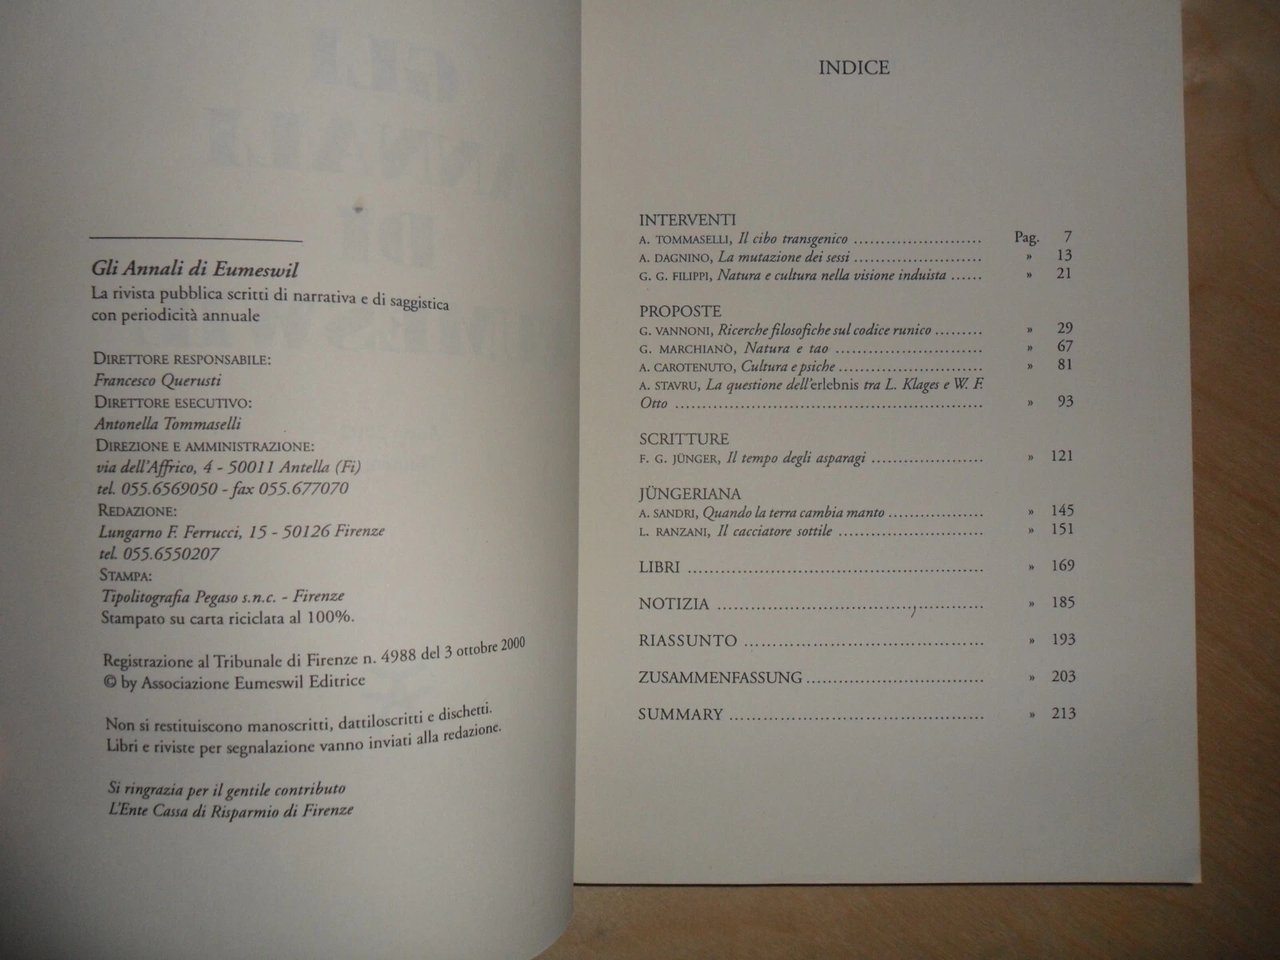 Gli Annali di Eumeswil
La rivista pubblica scritti di narrativa e di saggistica
con periodicità annuale
DIRETTORE RESPONSABILE:
Francesco Querusti
DIRETTORE ESECUTIVO:
Antonella Tommaselli
DIREZIONE E AMMINISTRAZIONE:
via dell'Affrico, 4 - 50011 Antella (Fi)
tel. 055.6569050 - fax 055.677070
REDAZIONE:
Lungarno F. Ferrucci, 15 - 50126 Firenze
tel. 055.6550207
STAMPA:
Tipolitografia Pegaso s.n.c. - Firenze
Stampato su carta riciclata al 100%.
Registrazione al Tribunale di Firenze n. 4988 del 3 ottobre 2000
© by Associazione Eumeswil Editrice
Non si restituiscono manoscritti, dattiloscritti e dischetti.
Libri e riviste per segnalazione vanno inviati alla redazione.
Si ringrazia per il gentile contributo
L'Ente Cassa di Risparmio di Firenze
INDICE
INTERVENTI
A. TOMMASELLI, Il cibo transgenico ........................ Pag. 7
A. DAGNINO, La mutazione dei sessi ........................ » 13
G. G. FILIPPI, Natura e cultura nella visione induista ...... » 21
PROPOSTE
G. VANNONI, Ricerche filosofiche sul codice runico ......... » 29
G. MARCHIANÒ, Natura e tao ........................... » 67
A. CAROTENUTO, Cultura e psiche ........................... » 81
A. STAVRU, La questione dell'erlebnis tra L. Klages e W. F.
Otto ...................................................... » 93
SCRITTURE
F. G. JÜNGER, Il tempo degli asparagi ..................... » 121
JÜNGERIANA
A. SANDRI, Quando la terra cambia manto .................. » 145
L. RANZANI, Il cacciatore sottile ........................... » 151
LIBRI ...................................................... » 169
NOTIZIA ................................................ » 185
RIASSUNTO ........................................... » 193
ZUSAMMENFASSUNG ................................ » 203
SUMMARY ............................................. » 213